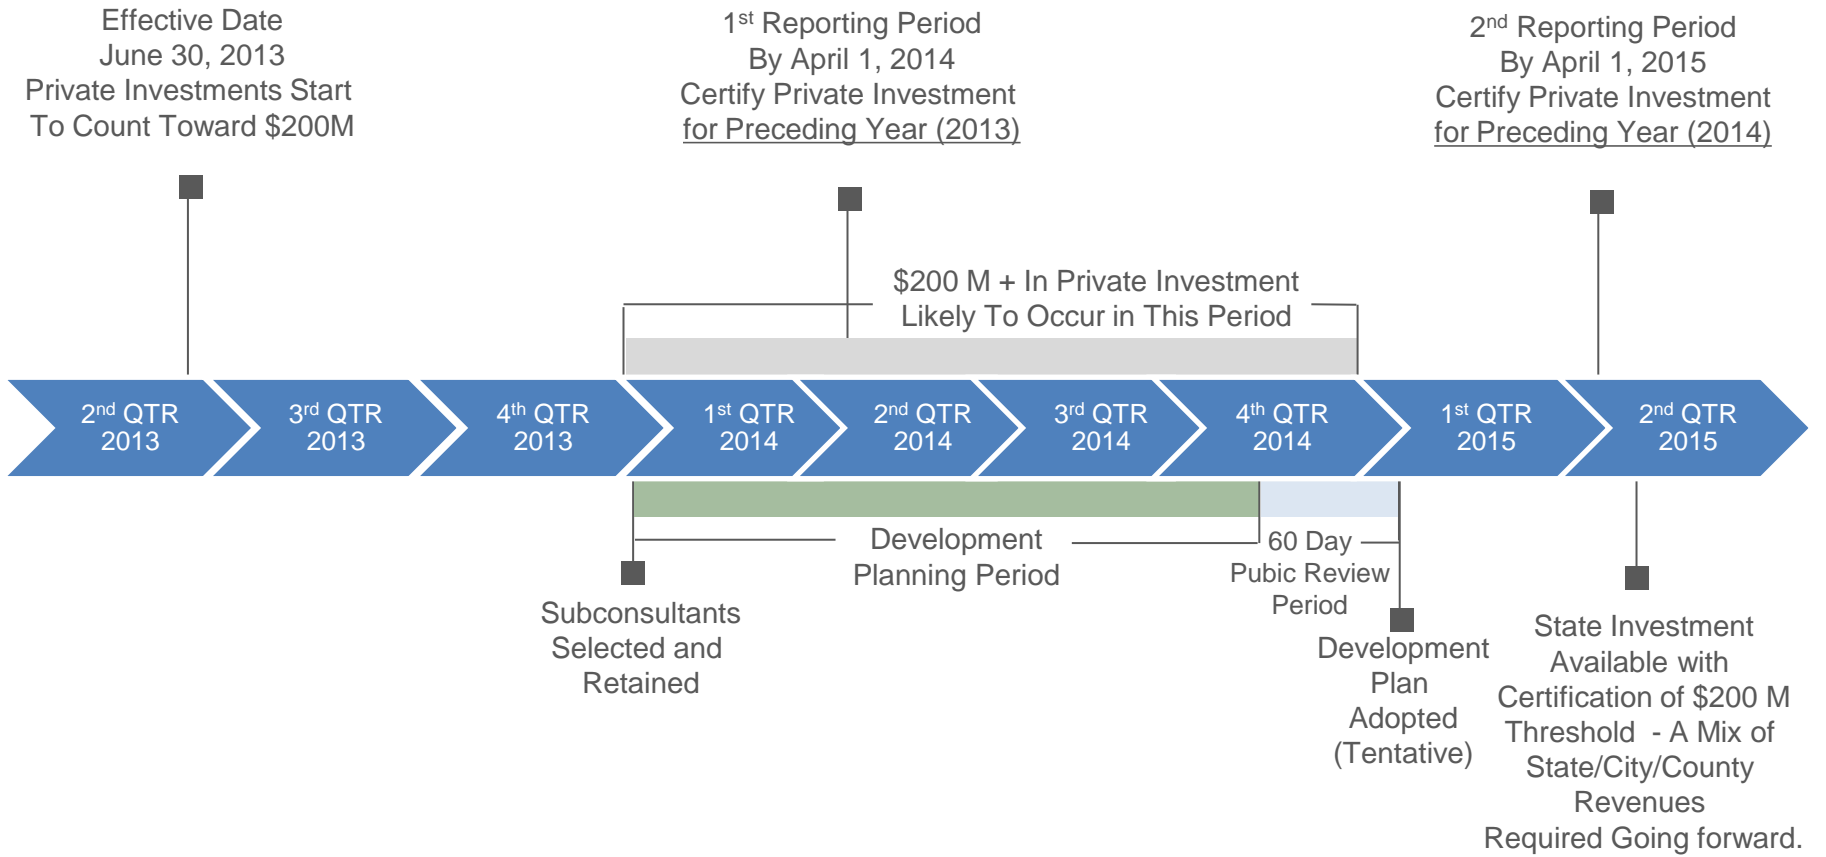 Effective Date
June 30, 2013
Private Investments Start
To Count Toward $200M
1st Reporting Period
By April 1, 2014
Certify Private Investment
for Preceding Year (2013)
2nd Reporting Period
By April 1, 2015
Certify Private Investment
for Preceding Year (2014)
$200 M + In Private Investment
Likely To Occur in This Period
2nd QTR
2013
3rd QTR
2013
4th QTR
2013
1st QTR
2014
2nd QTR
2014
3rd QTR
2014
4th QTR
2014
1st QTR
2015
2nd QTR
2015
Development
Planning Period
60 Day
Pubic Review
Period
Subconsultants
Selected and
Retained
Development
Plan
Adopted
(Tentative)
State Investment
Available with
Certification of $200 M
Threshold - A Mix of
State/City/County
Revenues
Required Going forward.